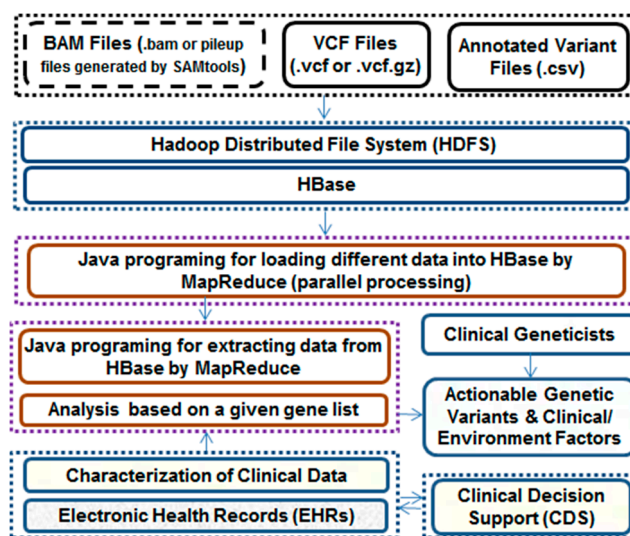 BAM Files (.bam or pileup
files generated by SAMtools)
VCF Files
(.vcf or .vcf.gz)
Annotated Variant
Files (.csv)
Hadoop Distributed File System (HDFS)
HBase
Java programing for loading different data into HBase by
MapReduce (parallel processing)
Java programing for extracting data from
HBase by MapReduce
Analysis based on a given gene list
Clinical Geneticists
Actionable Genetic
Variants & Clinical/
Environment Factors
Characterization of Clinical Data
Electronic Health Records (EHRs)
Clinical Decision
Support (CDS)